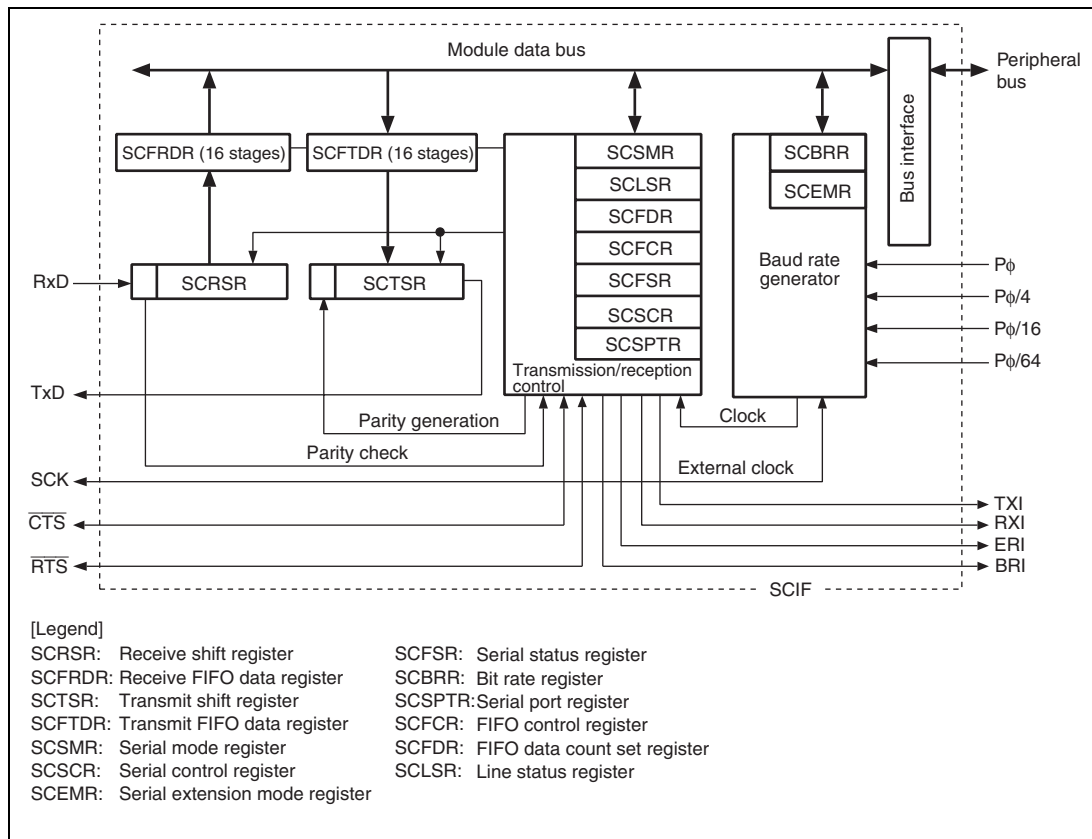 Module data bus
Peripheral
bus
Bus interface
SCFRDR (16 stages)
SCFTDR (16 stages)
SCSMR
SCLSR
SCFDR
SCFCR
SCFSR
SCSCR
SCSPTR
Transmission/reception
control
SCBRR
SCEMR
Baud rate
generator
RxD
SCRSR
SCTSR
Pϕ
Pϕ/4
Pϕ/16
Pϕ/64
TxD
Parity generation
Clock
Parity check
External clock
SCK
CTS
RTS
TXI
RXI
ERI
BRI
SCIF
[Legend]
SCRSR: Receive shift register
SCFRDR: Receive FIFO data register
SCTSR: Transmit shift register
SCFTDR: Transmit FIFO data register
SCSMR: Serial mode register
SCSCR: Serial control register
SCEMR: Serial extension mode register
SCFSR: Serial status register
SCBRR: Bit rate register
SCSPTR:Serial port register
SCFCR: FIFO control register
SCFDR: FIFO data count set register
SCLSR: Line status register